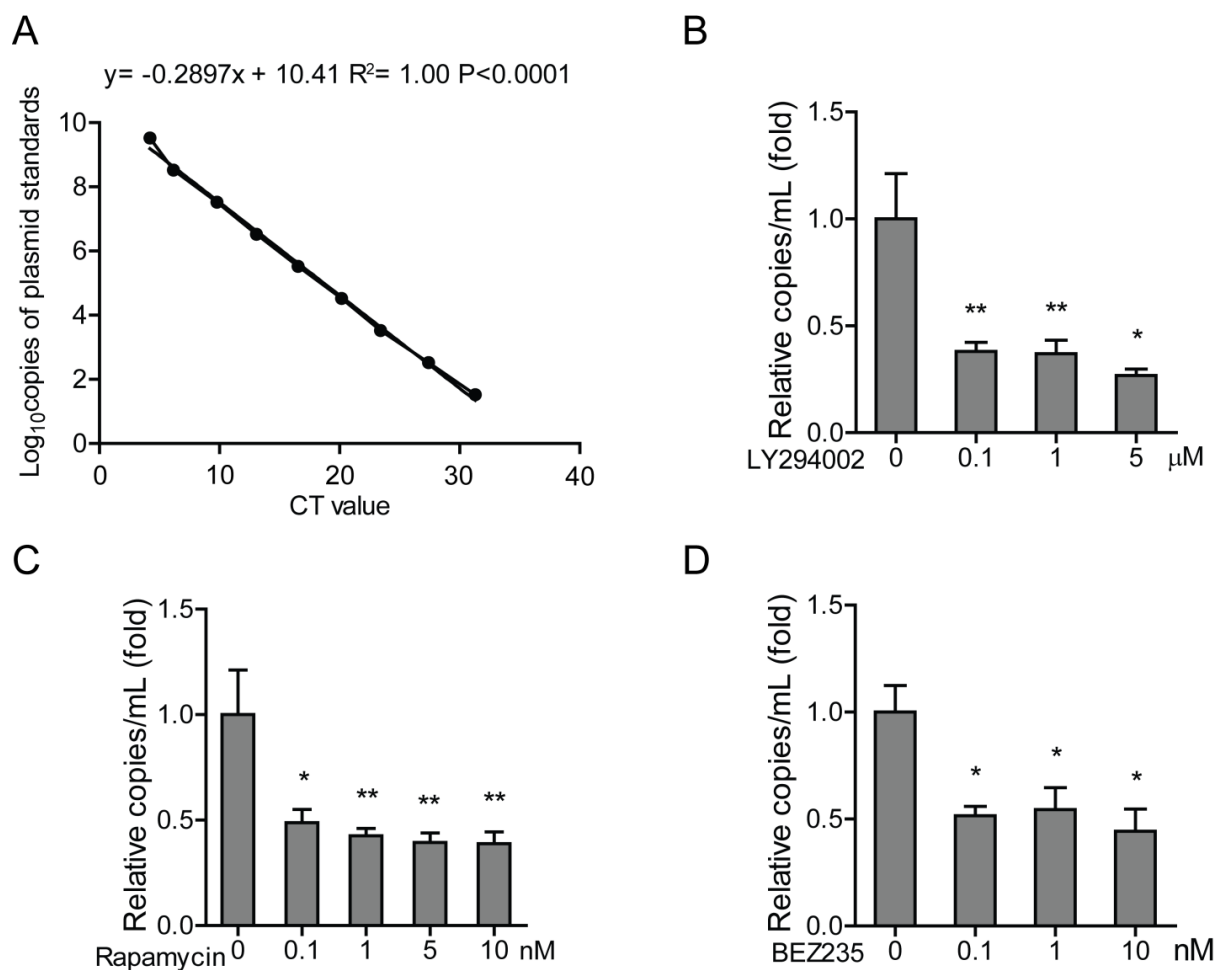 A
y= -0.2897x + 10.41 R²= 1.00 P<0.0001
Log₁₀copies of plasmid standards
10
8
6
4
2
0
0 10 20 30 40
CT value
B
Relative copies/mL (fold)
1.5
1.0
0.5
0.0
** ** *
LY294002 0 0.1 1 5 μM
C
Relative copies/mL (fold)
1.5
1.0
0.5
0.0
* ** ** **
Rapamycin 0 0.1 1 5 10 nM
D
Relative copies/mL (fold)
1.5
1.0
0.5
0.0
* * *
BEZ235 0 0.1 1 10 nM